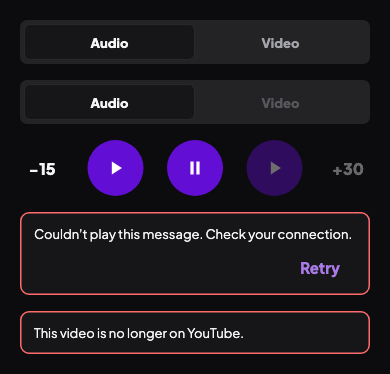 Audio Video
Audio Video
-15 +30
Couldn't play this message. Check your connection.
Retry
This video is no longer on YouTube.